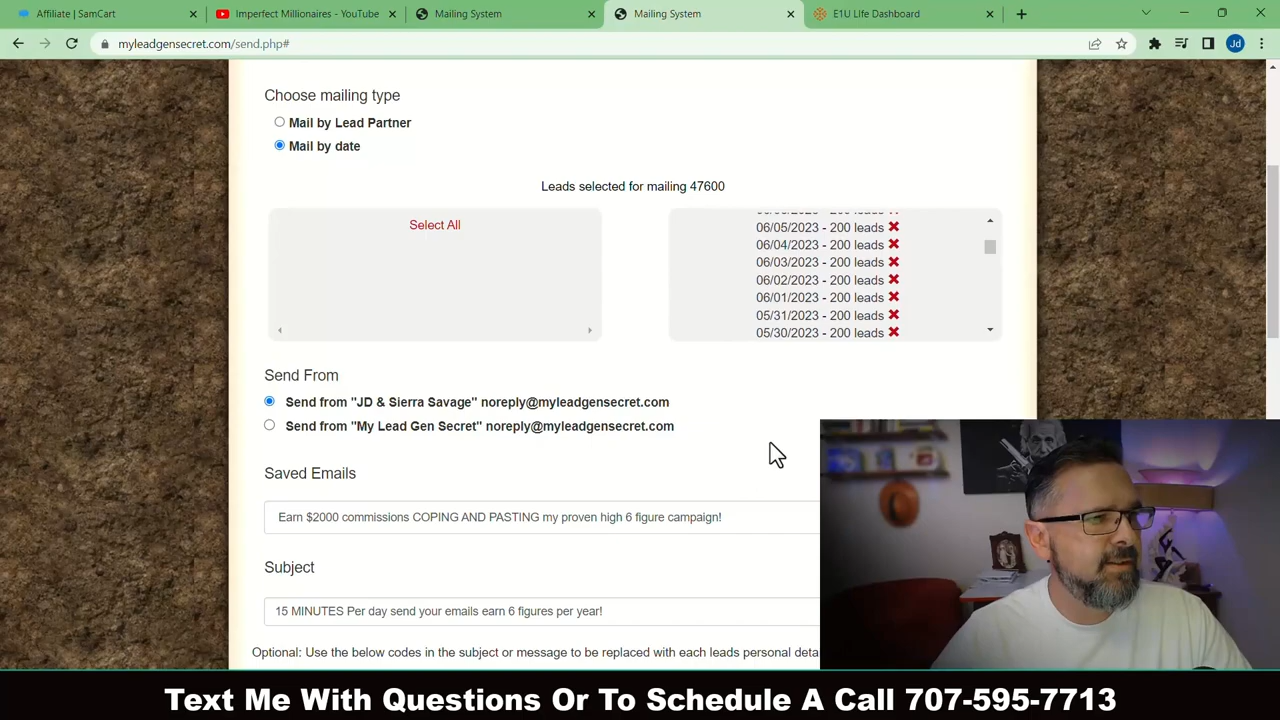 Affiliate | SamCart
Imperfect Millionaires - YouTube
Mailing System
Mailing System
E1U Life Dashboard
myleadgensecret.com/send.php#
Jd
Choose mailing type
Mail by Lead Partner
Mail by date
Leads selected for mailing 47600
Select All
06/05/2023 - 200 leads
06/04/2023 - 200 leads
06/03/2023 - 200 leads
06/02/2023 - 200 leads
06/01/2023 - 200 leads
05/31/2023 - 200 leads
05/30/2023 - 200 leads
Send From
Send from "JD & Sierra Savage" noreply@myleadgensecret.com
Send from "My Lead Gen Secret" noreply@myleadgensecret.com
Saved Emails
Earn $2000 commissions COPING AND PASTING my proven high 6 figure campaign!
Subject
15 MINUTES Per day send your emails earn 6 figures per year!
Optional: Use the below codes in the subject or message to be replaced with each leads personal
Text Me With Questions Or To Schedule A Call 707-595-7713